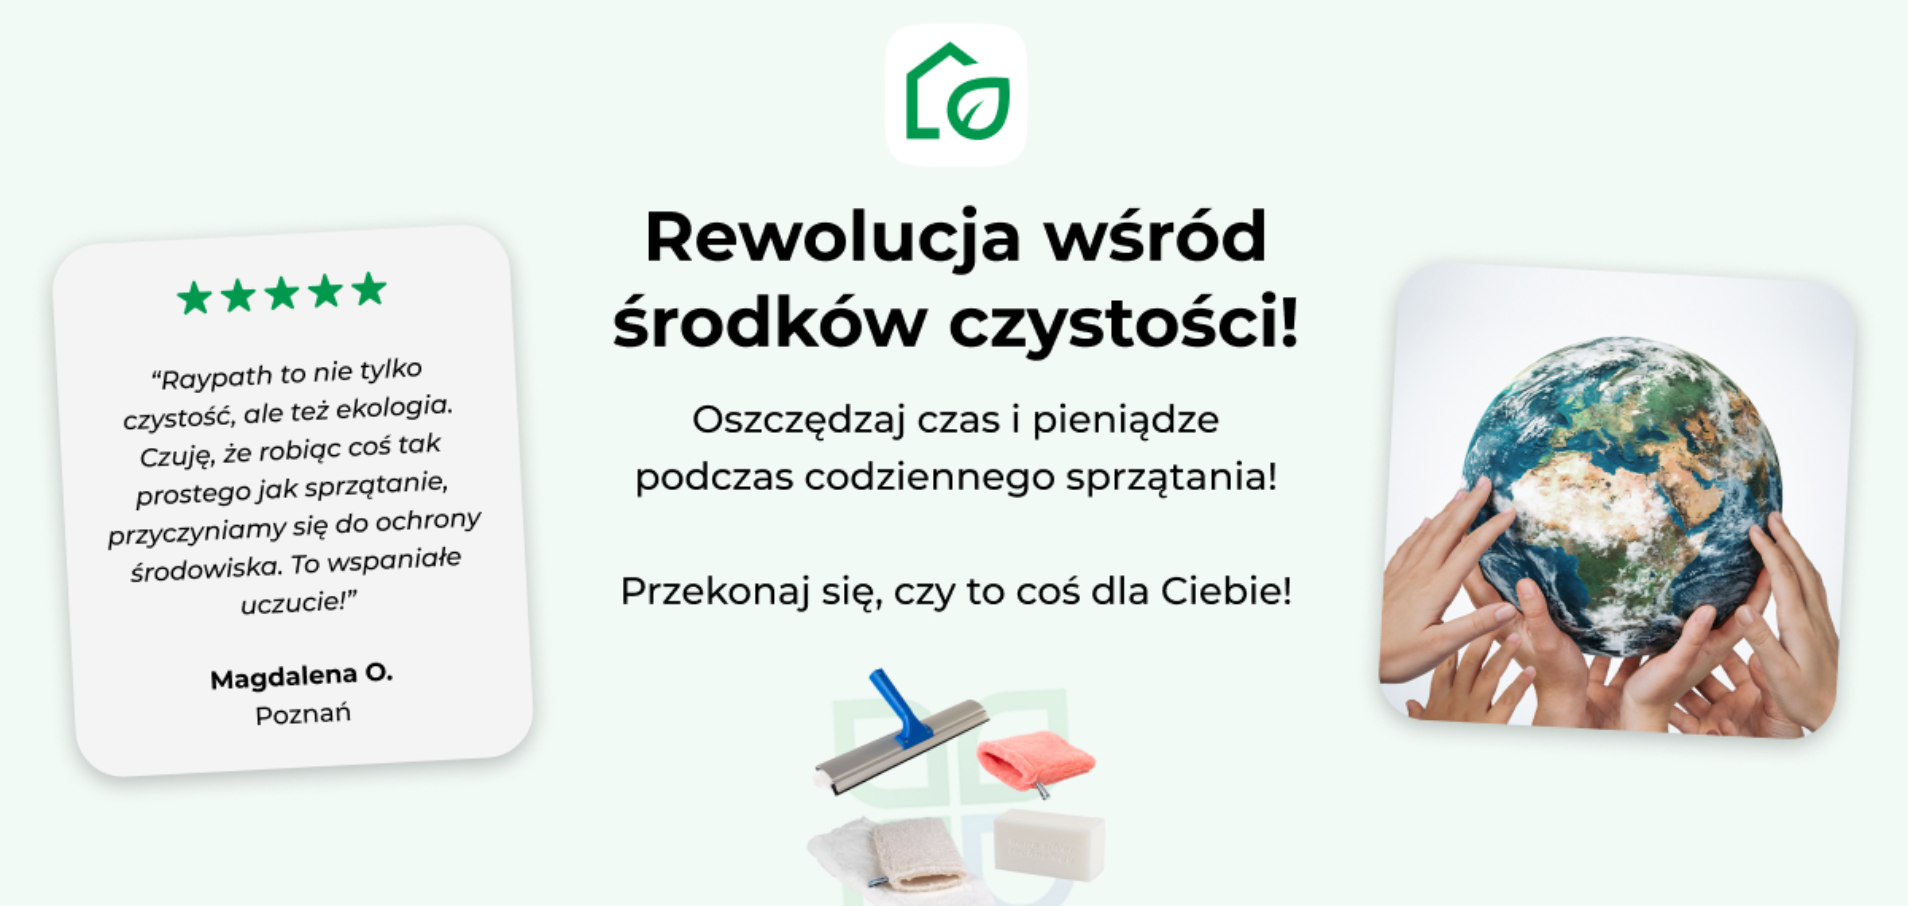 Rewolucja wśród
środków czystości!
Oszczędzaj czas i pieniądze
podczas codziennego sprzątania!
Przekonaj się, czy to coś dla Ciebie!
“Raypath to nie tylko
czystość, ale też ekologia.
Czuję, że robiąc coś tak
prostego jak sprzątanie,
przyczyniamy się do ochrony
środowiska. To wspaniałe
uczucie!”
Magdalena O.
Poznań